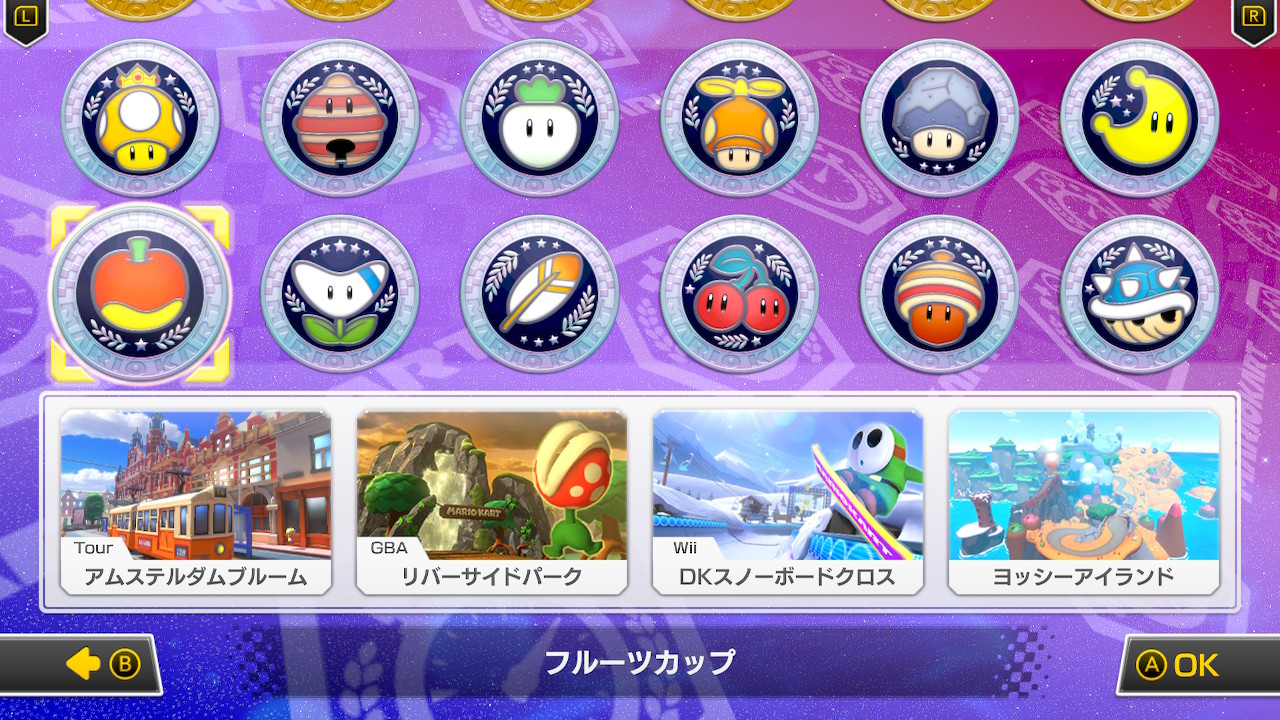 L
R
Tour
アムステルダムブルーム
MARIO KART
GBA
リバーサイドパーク
Wii
DKスノーボードクロス
ヨッシーアイランド
B
フルーツカップ
A OK